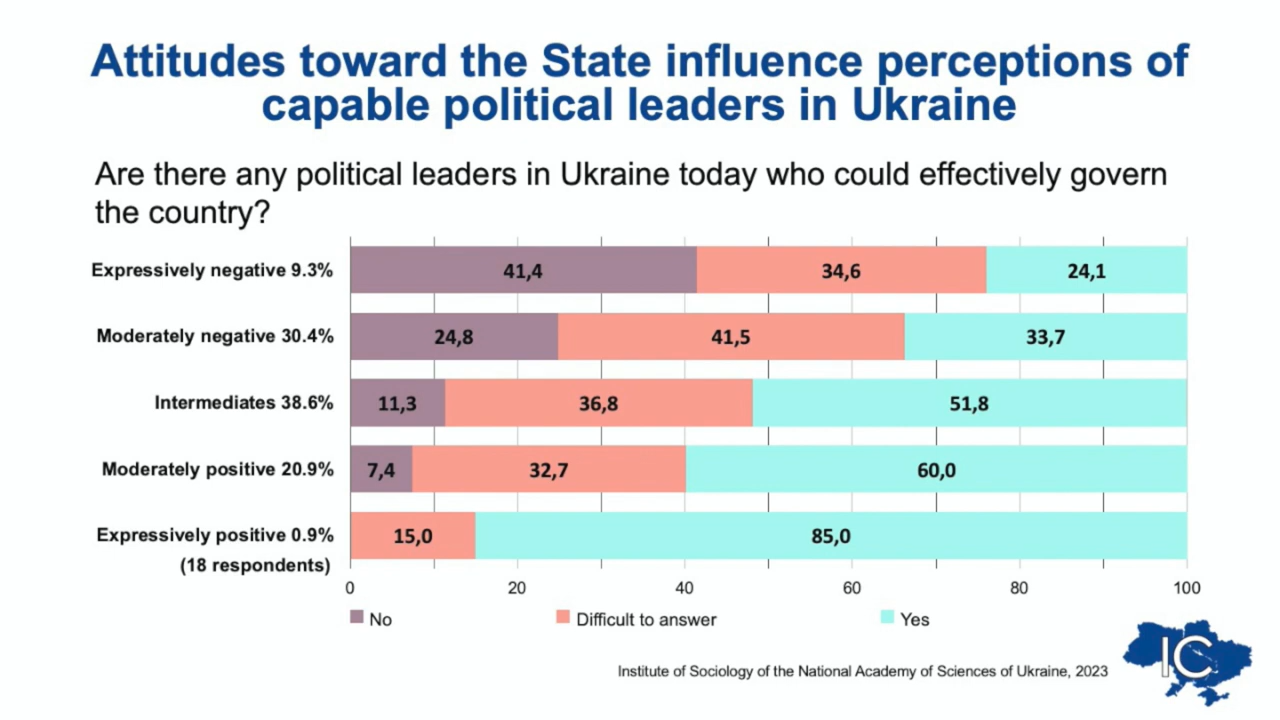 Attitudes toward the State influence perceptions of
capable political leaders in Ukraine
Are there any political leaders in Ukraine today who could effectively govern
the country?
Expressively negative 9.3%
41,4
34,6
24,1
Moderately negative 30.4%
24,8
41,5
33,7
Intermediates 38.6%
11,3
36,8
51,8
Moderately positive 20.9%
7,4
32,7
60,0
Expressively positive 0.9%
(18 respondents)
15,0
85,0
0
20
40
60
80
100
No
Difficult to answer
Yes
Institute of Sociology of the National Academy of Sciences of Ukraine, 2023
IC